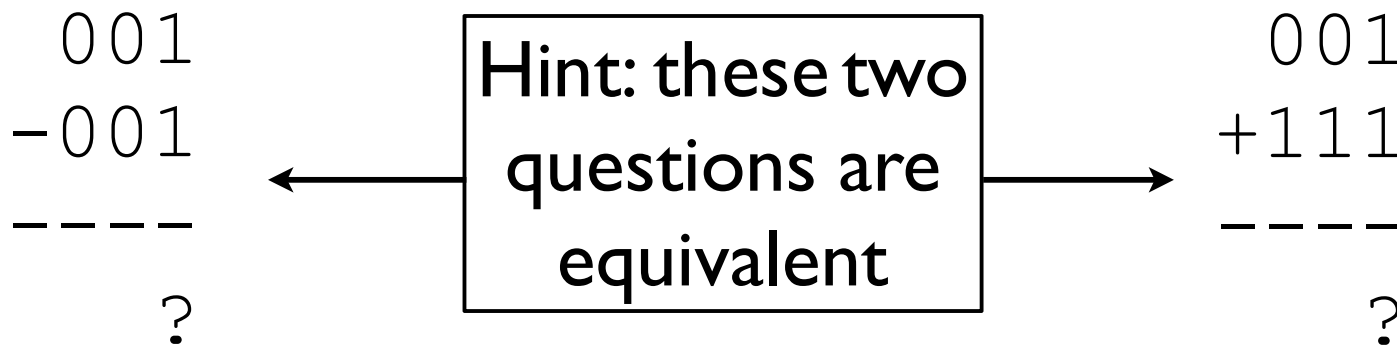 001
-001
----
?
Hint: these two
questions are
equivalent
001
+111
----
?